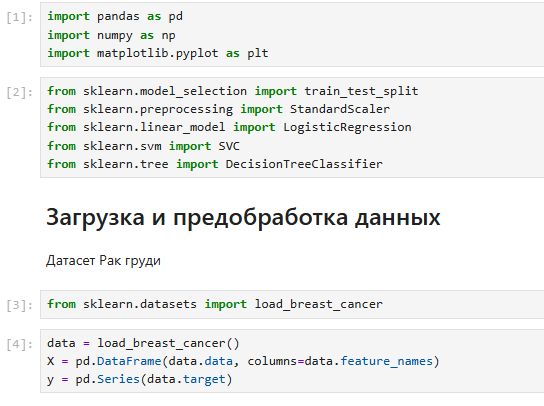 [1]:
import pandas as pd
import numpy as np
import matplotlib.pyplot as plt
[2]:
from sklearn.model_selection import train_test_split
from sklearn.preprocessing import StandardScaler
from sklearn.linear_model import LogisticRegression
from sklearn.svm import SVC
from sklearn.tree import DecisionTreeClassifier
Загрузка и предобработка данных
Датасет Рак груди
[3]:
from sklearn.datasets import load_breast_cancer
[4]:
data = load_breast_cancer()
X = pd.DataFrame(data.data, columns=data.feature_names)
y = pd.Series(data.target)